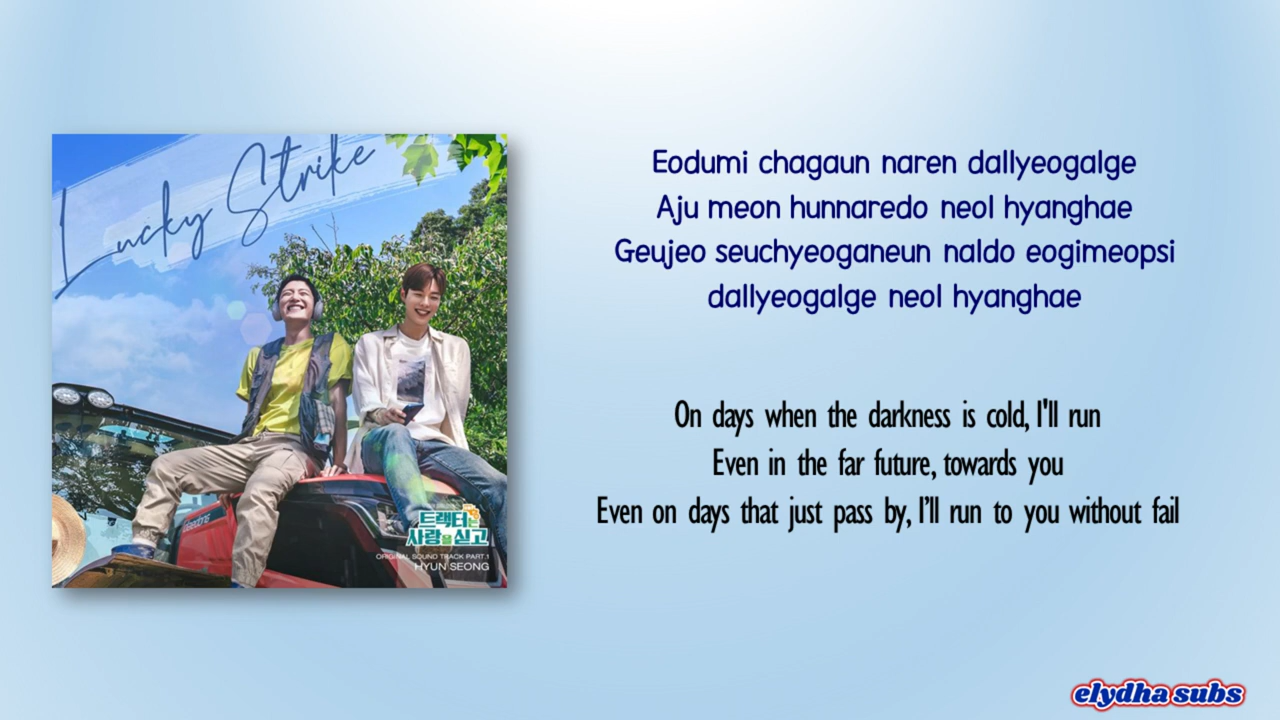 Lucky Strike
트랙터는
사랑을 싣고
ORIGINAL SOUND TRACK PART.1
HYUN SEONG
Eodumi chagaun naren dallyeogalge
Aju meon hunnaredo neol hyanghae
Geujeo seuchyeoganeun naldo eogimeopsi
dallyeogalge neol hyanghae
On days when the darkness is cold, I'll run
Even in the far future, towards you
Even on days that just pass by, I’ll run to you without fail
elydha subs